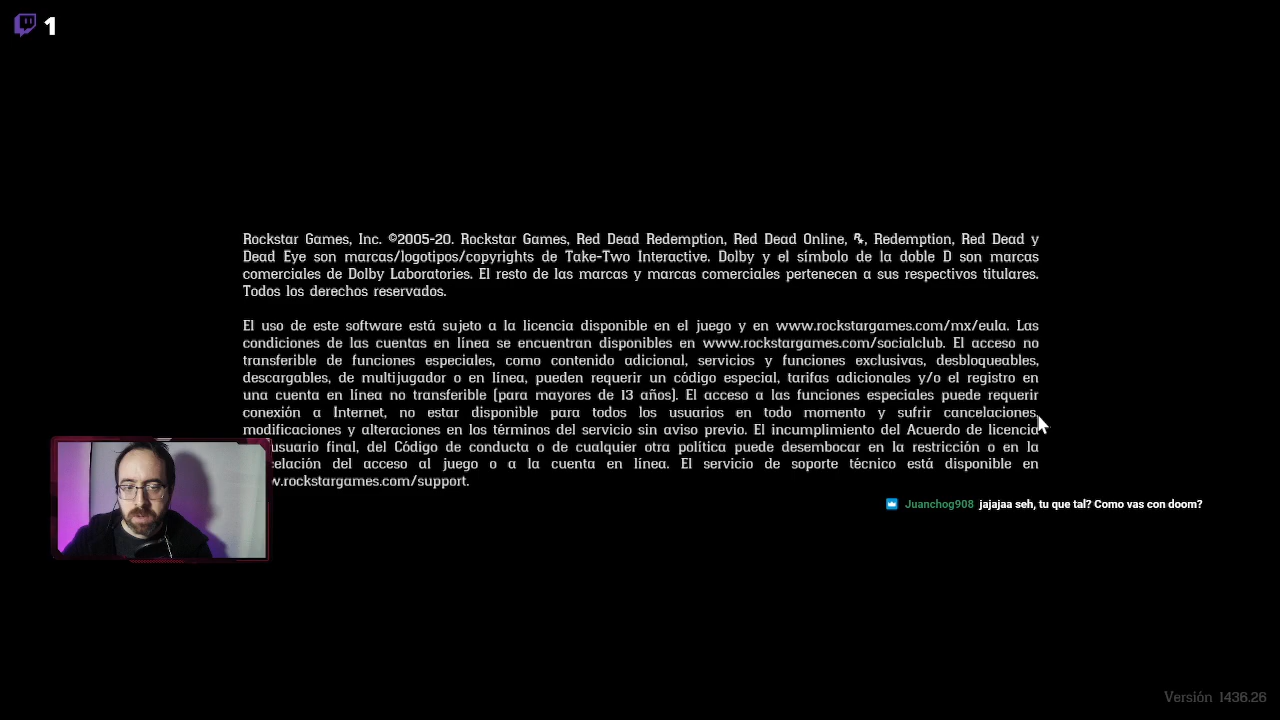 1
Rockstar Games, Inc. ©2005-20. Rockstar Games, Red Dead Redemption, Red Dead Online, R★, Redemption, Red Dead y
Dead Eye son marcas/logotipos/copyrights de Take-Two Interactive. Dolby y el símbolo de la doble D son marcas
comerciales de Dolby Laboratories. El resto de las marcas y marcas comerciales pertenecen a sus respectivos titulares.
Todos los derechos reservados.
El uso de este software está sujeto a la licencia disponible en el juego y en www.rockstargames.com/mx/eula. Las
condiciones de las cuentas en línea se encuentran disponibles en www.rockstargames.com/socialclub. El acceso no
transferible de funciones especiales, como contenido adicional, servicios y funciones exclusivas, desbloqueables,
descargables, de multijugador o en línea, pueden requerir un código especial, tarifas adicionales y/o el registro en
una cuenta en línea no transferible (para mayores de 13 años). El acceso a las funciones especiales puede requerir
conexión a Internet, no estar disponible para todos los usuarios en todo momento y sufrir cancelaciones,
modificaciones y alteraciones en los términos del servicio sin aviso previo. El incumplimiento del Acuerdo de licencia
usuario final, del Código de conducta o de cualquier otra política puede desembocar en la restricción o en la
celación del acceso al juego o a la cuenta en línea. El servicio de soporte técnico está disponible en
w.rockstargames.com/support.
Juanchog908 jajajaa seh, tu que tal? Como vas con doom?
Versión 1436.26